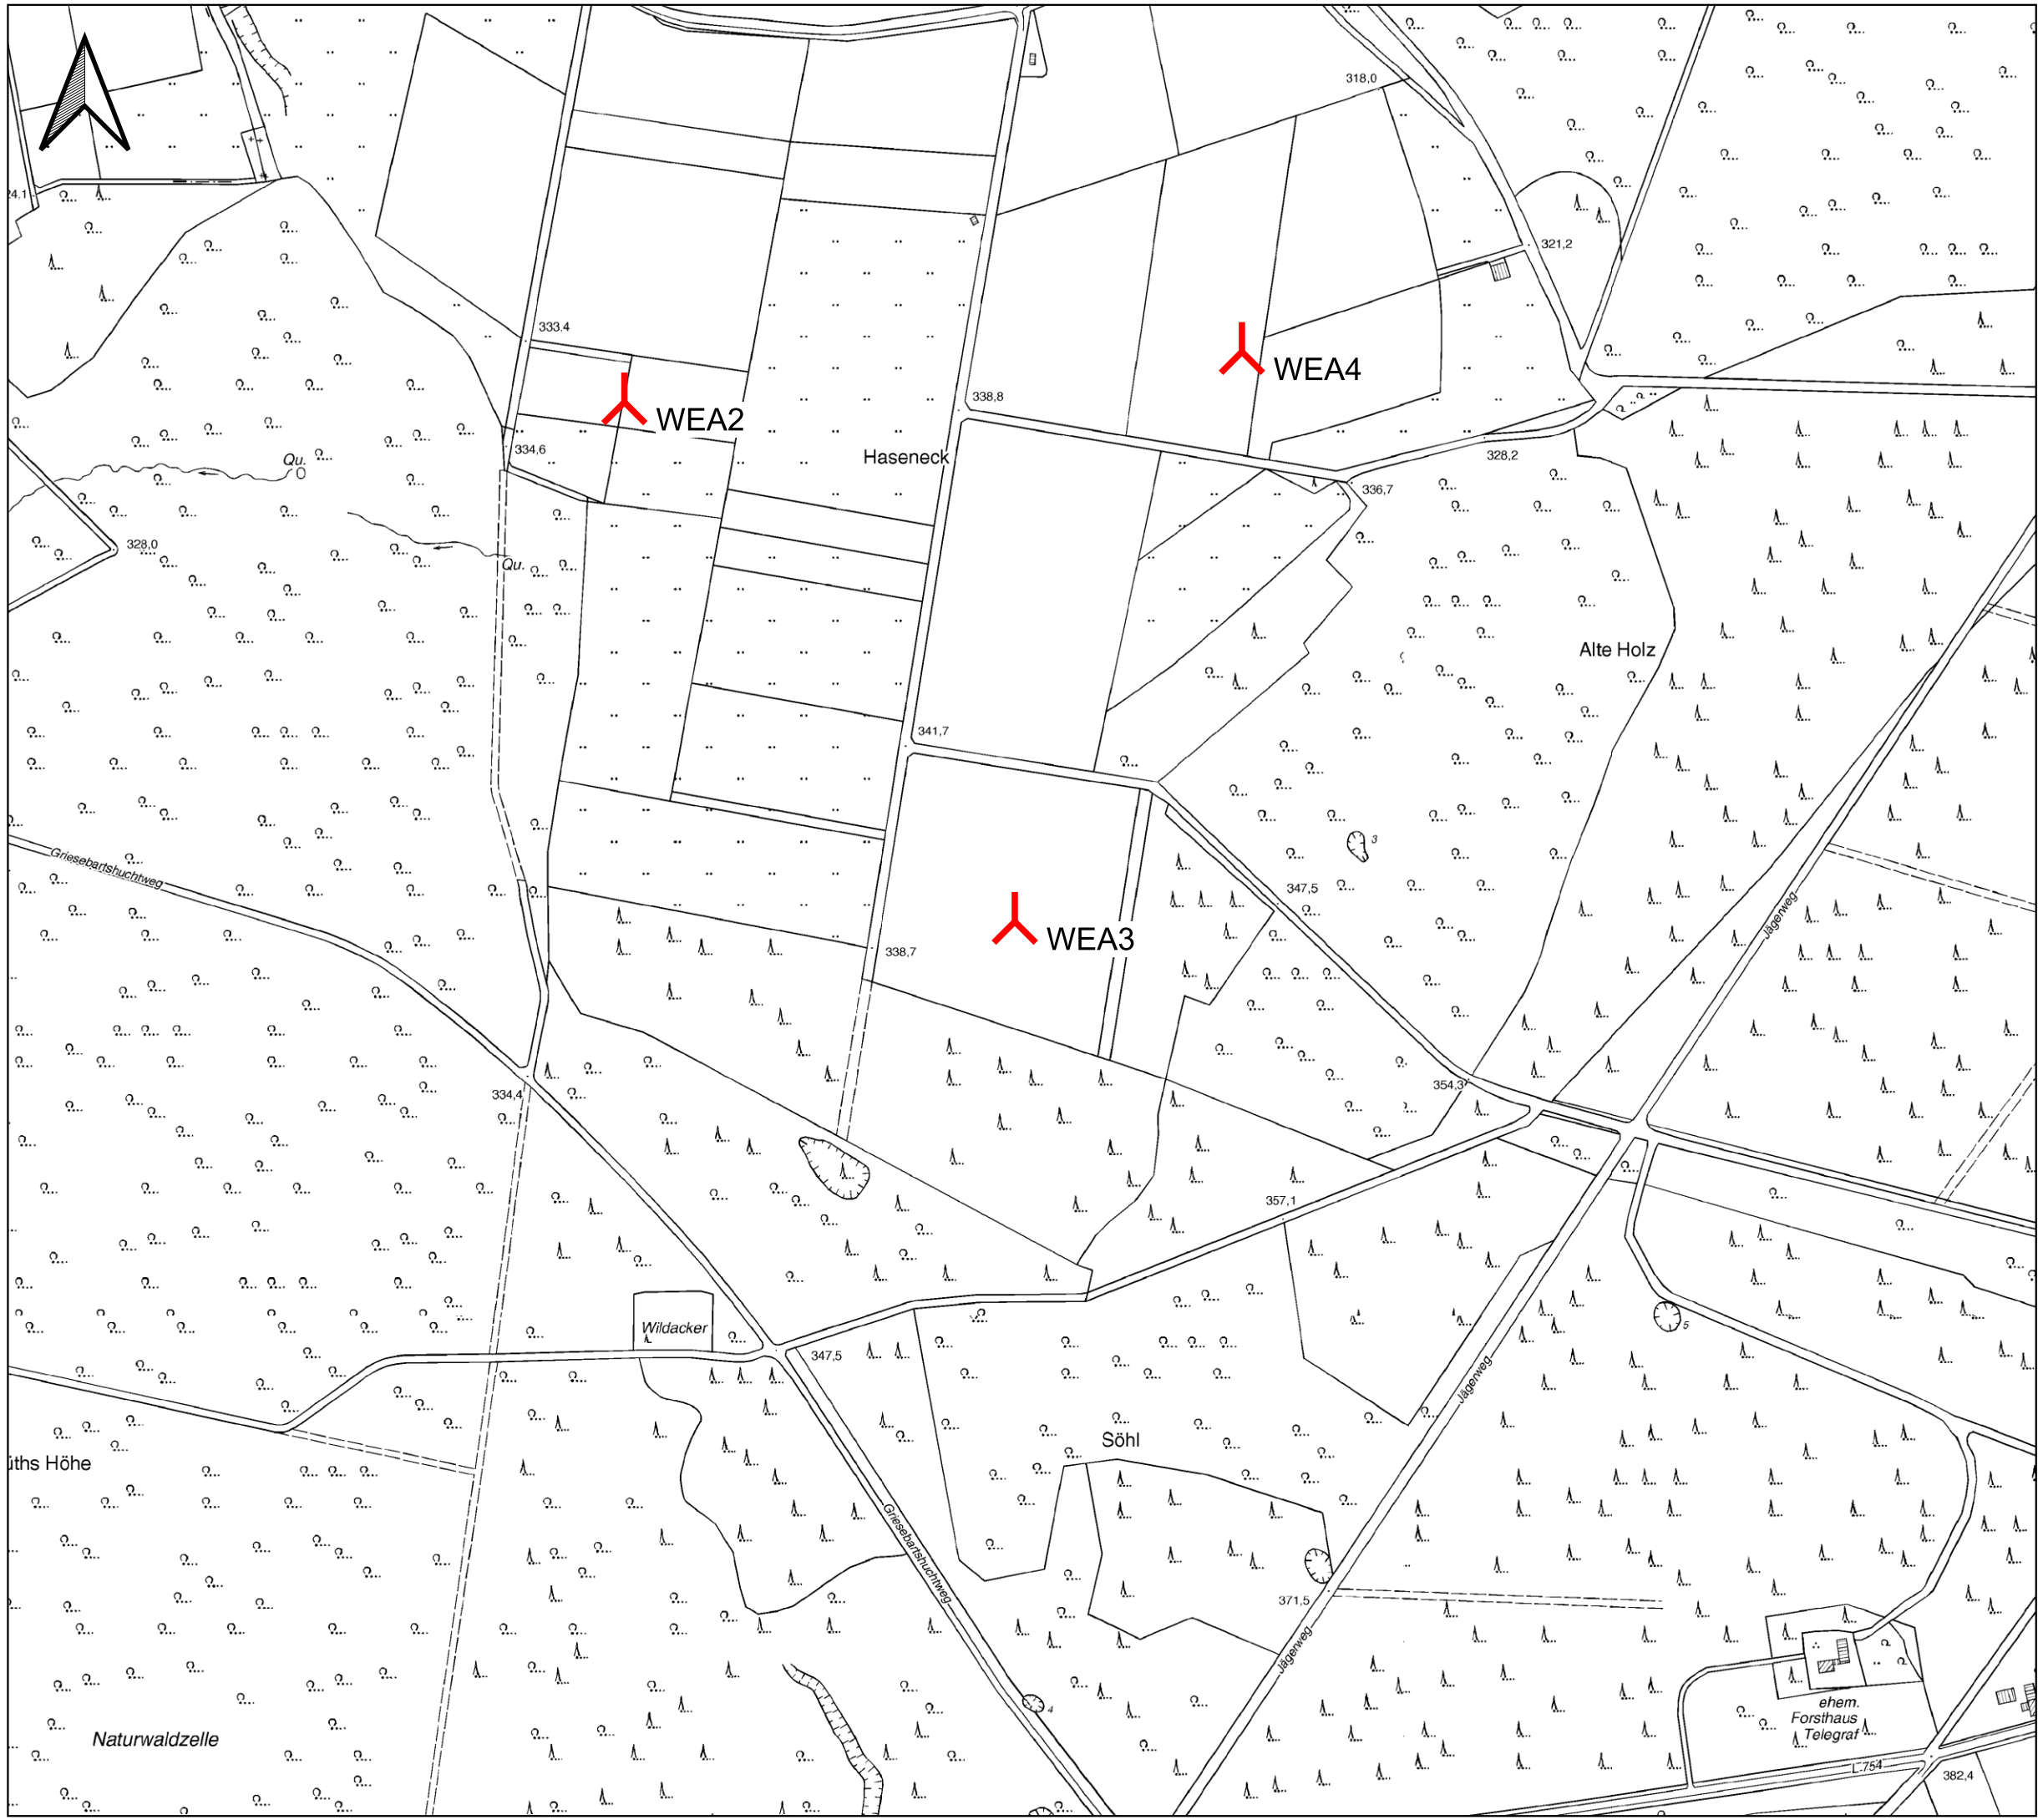 318,0
24.1
321,2
333.4
WEA4
338,8
WEA2
334,6
Haseneck
328,2
Qu.
336,7
328,0
Qu.
Alte Holz
341,7
3
Griesebartshuchtweg
347,5
Jägerweg
WEA3
338,7
354,3
334,4
357,1
Wildacker
5
347,5
Jägerweg
Söhl
üths Höhe
Griesebartshuchtweg
371,5
Jägerweg
4
ehem.
Forsthaus
Telegraf
Naturwaldzelle
L 754
382,4